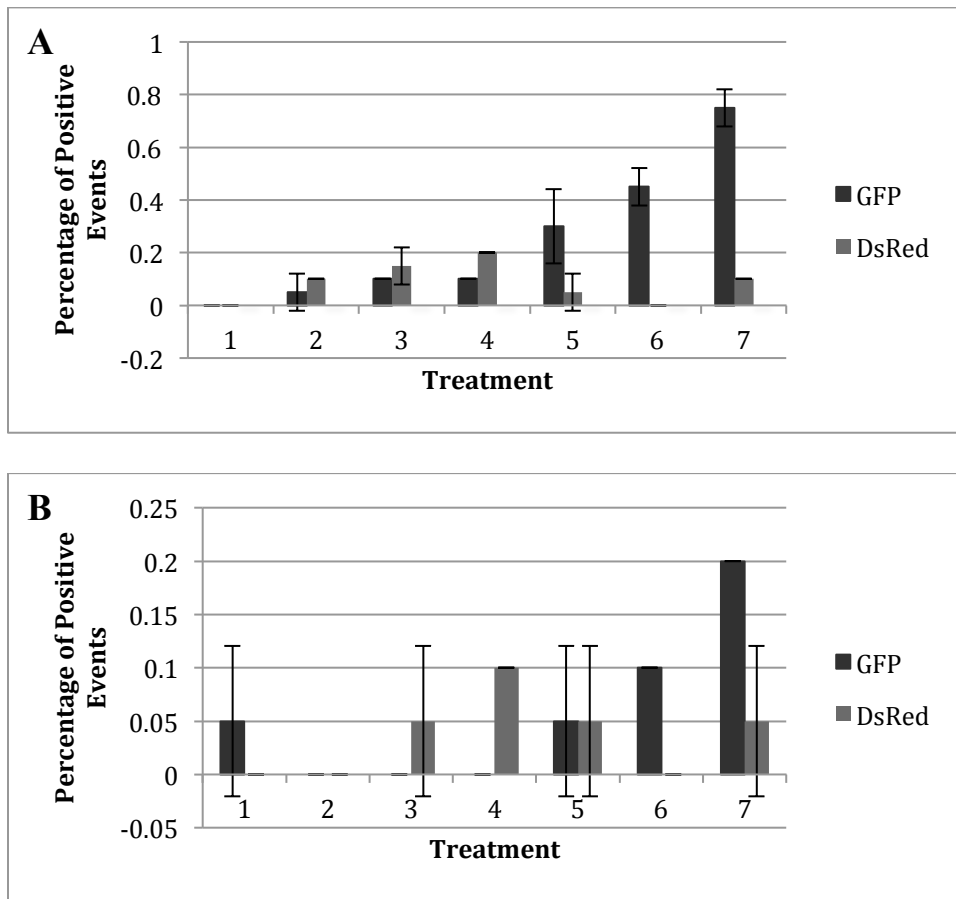 A
Percentage of Positive
Events
1
0.8
0.6
0.4
0.2
0
-0.2
1 2 3 4 5 6 7
Treatment
GFP
DsRed
B
Percentage of Positive
Events
0.25
0.2
0.15
0.1
0.05
0
-0.05
1 2 3 4 5 6 7
Treatment
GFP
DsRed